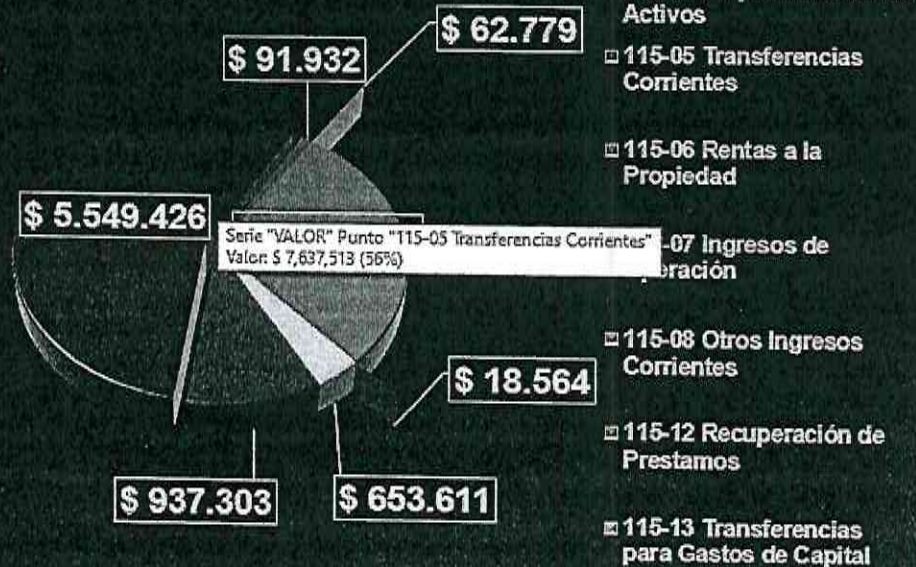 $ 62.779
$ 91.932
$ 5.549.426
Serie "VALOR" Punto "115-05 Transferencias Corrientes"
Valor: $ 7,637,513 (56%)
$ 18.564
$ 937.303
$ 653.611
Activos
115-05 Transferencias
Corrientes
115-06 Rentas a la
Propiedad
-07 Ingresos de
eración
115-08 Otros Ingresos
Corrientes
115-12 Recuperación de
Prestamos
115-13 Transferencias
para Gastos de Capital